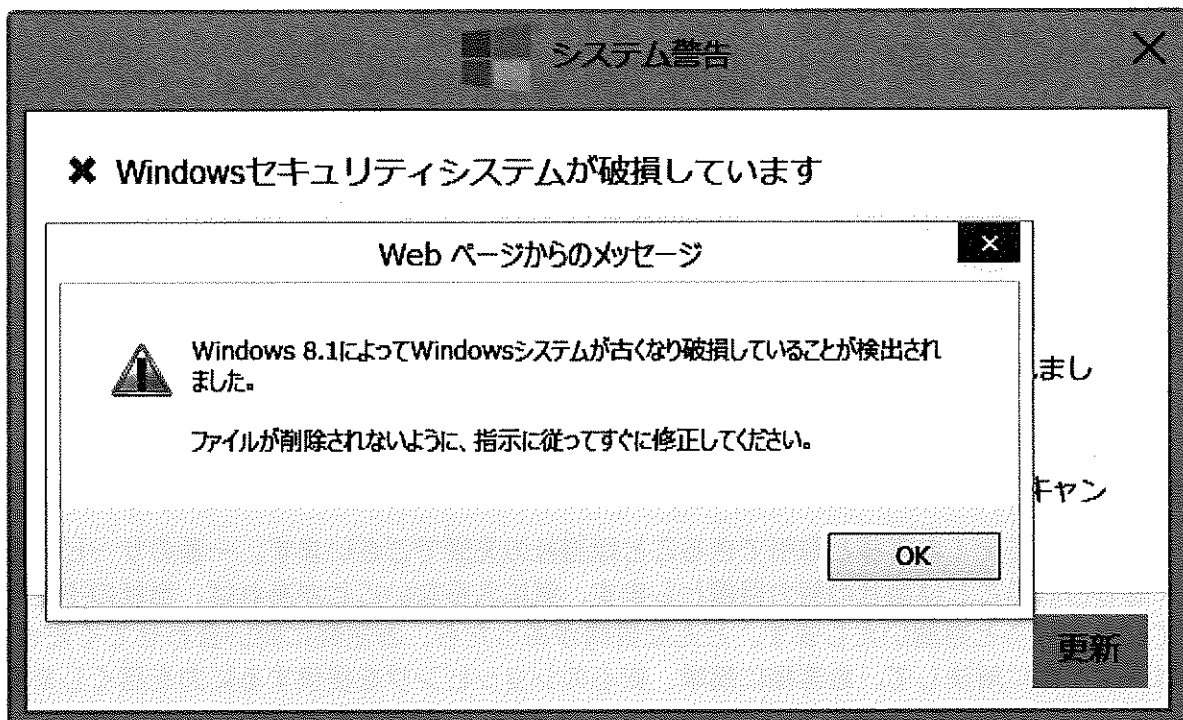 システム警告
✖ Windowsセキュリティシステムが破損しています
Web ページからのメッセージ
Windows 8.1によってWindowsシステムが古くなり破損していることが検出され
ました。
まし
ファイルが削除されないように、指示に従ってすぐに修正してください。
キャン
OK
更新